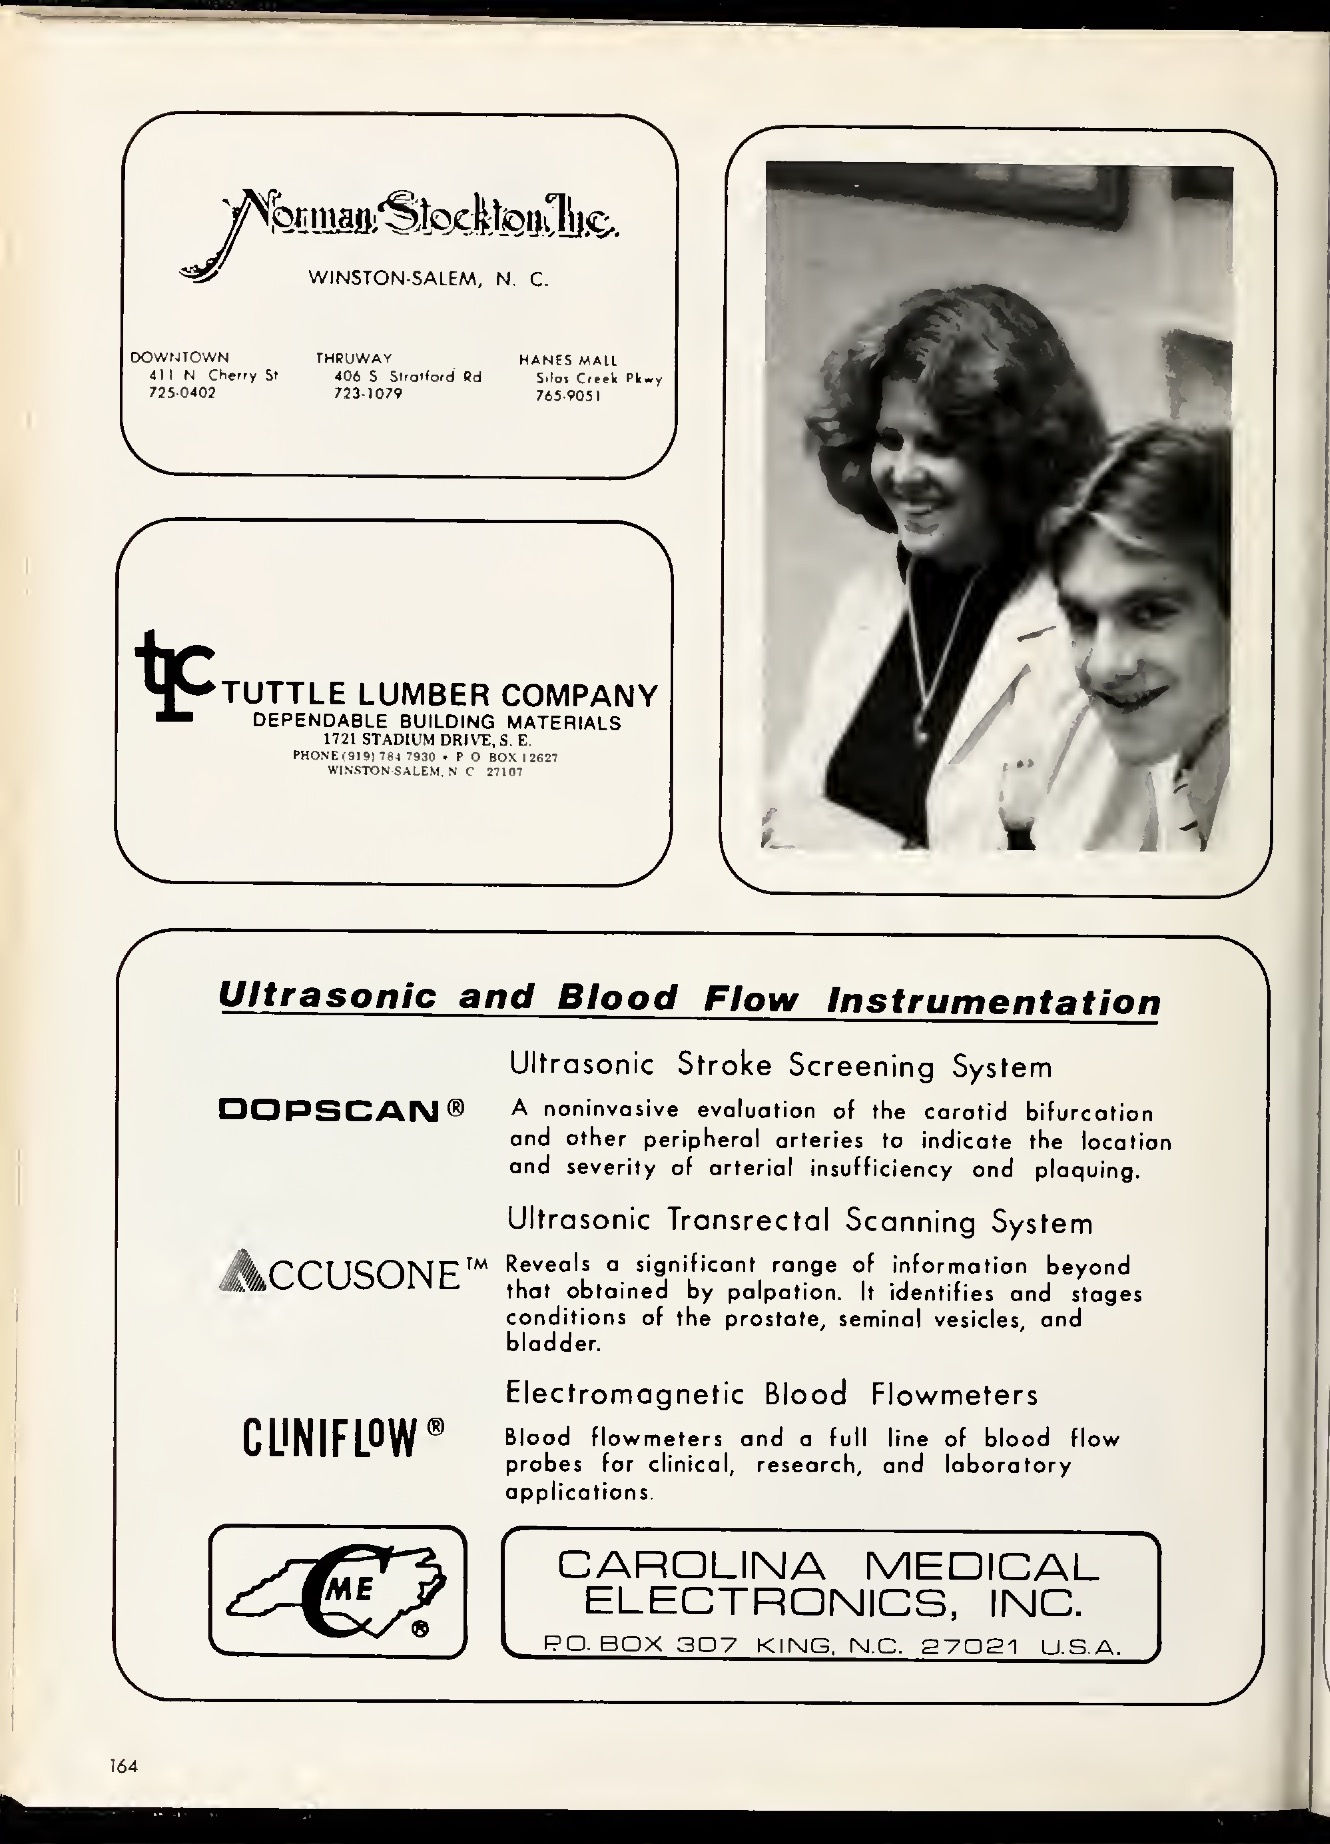 Norman Stockton, Inc.
WINSTON-SALEM, N. C.
DOWNTOWN
411 N Cherry St
725-0402
THRUWAY
406 S Stratford Rd
723-1079
HANES MALL
Silas Creek Pkwy
765-9051
tlc
TUTTLE LUMBER COMPANY
DEPENDABLE BUILDING MATERIALS
1721 STADIUM DRIVE, S. E.
PHONE (919) 784 7930 • P O BOX 12627
WINSTON-SALEM, N C 27107
Ultrasonic and Blood Flow Instrumentation
DOPSCAN®
Ultrasonic Stroke Screening System
A noninvasive evaluation of the carotid bifurcation
and other peripheral arteries to indicate the location
and severity of arterial insufficiency and plaquing.
ACCUSONE™
Ultrasonic Transrectal Scanning System
Reveals a significant range of information beyond
that obtained by palpation. It identifies and stages
conditions of the prostate, seminal vesicles, and
bladder.
CLINIFLOW®
Electromagnetic Blood Flowmeters
Blood flowmeters and a full line of blood flow
probes for clinical, research, and laboratory
applications.
CME®
CAROLINA MEDICAL
ELECTRONICS, INC.
P.O. BOX 307 KING, N.C. 27021 U.S.A.
164